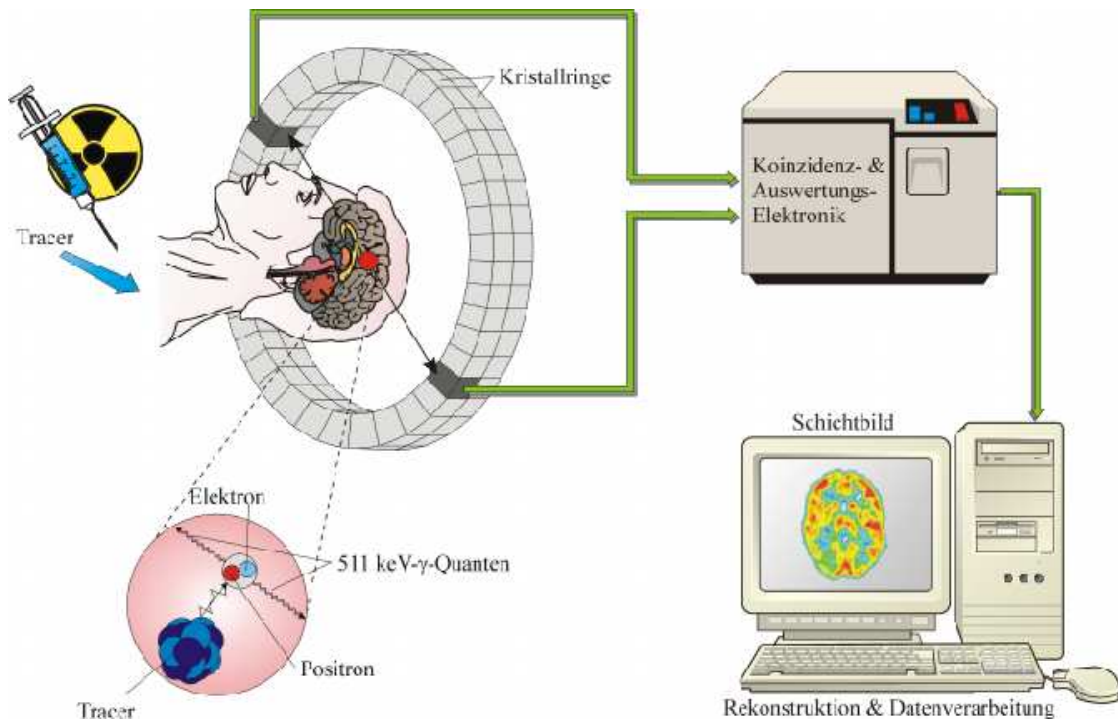 Kristallringe
Tracer
Koinzidenz- &
Auswertungs-
Elektronik
Schichtbild
Elektron
511 keV-γ-Quanten
Positron
Tracer
Rekonstruktion & Datenverarbeitung